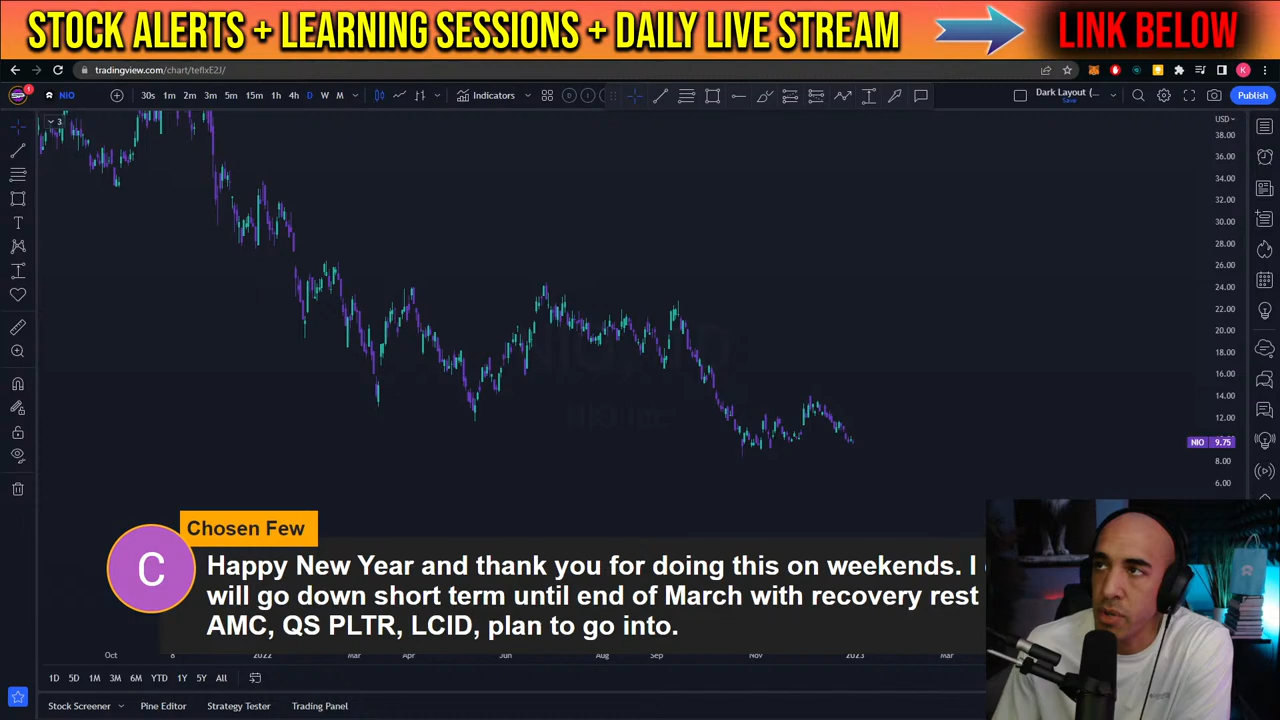 STOCK ALERTS + LEARNING SESSIONS + DAILY LIVE STREAM LINK BELOW
tradingview.com/chart/teflxE2J/
NIO 30s 1m 2m 3m 5m 15m 1h 4h D W M Indicators Dark Layout (... Save Publish
3
USD
38.00
36.00
34.00
32.00
30.00
28.00
26.00
24.00
22.00
20.00
18.00
16.00
14.00
12.00
NIO 9.75
8.00
6.00
Chosen Few
C
Happy New Year and thank you for doing this on weekends. I
will go down short term until end of March with recovery rest
AMC, QS PLTR, LCID, plan to go into.
Oct 8 2022 Mar Apr Jun Aug Sep Nov 2023 Mar
1D 5D 1M 3M 6M YTD 1Y 5Y All
Stock Screener Pine Editor Strategy Tester Trading Panel